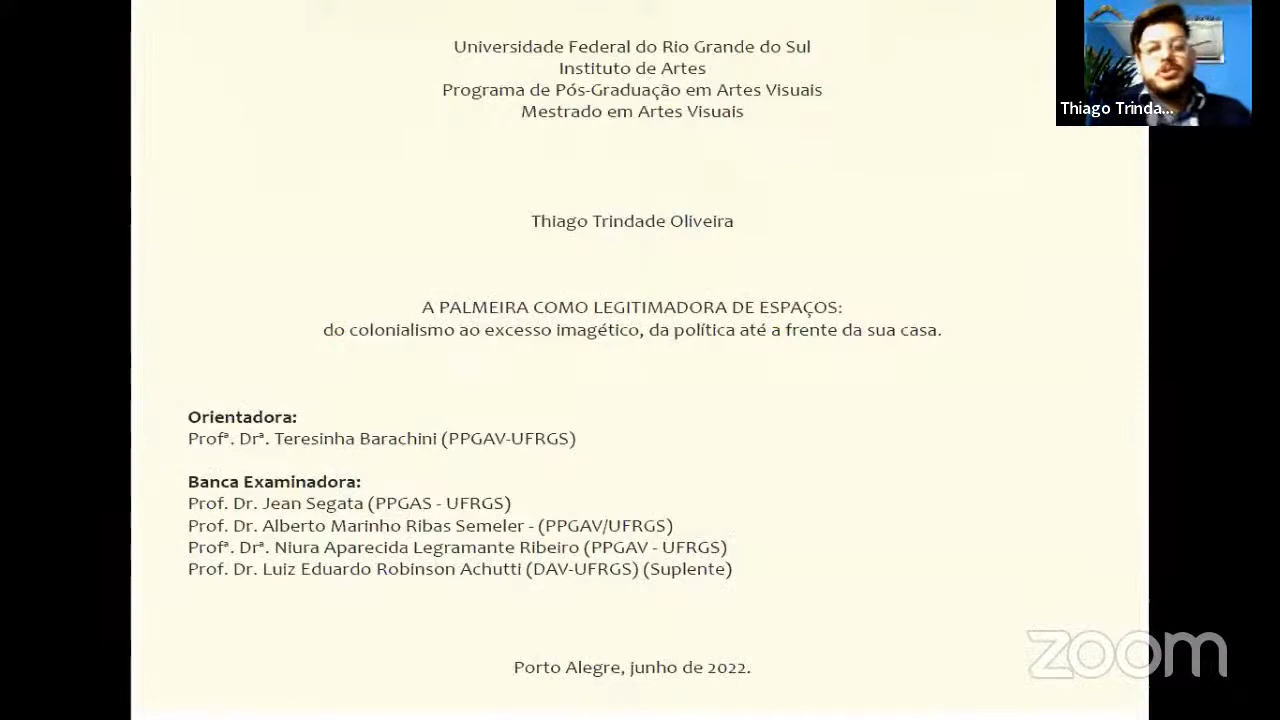 Universidade Federal do Rio Grande do Sul
Instituto de Artes
Programa de Pós-Graduação em Artes Visuais
Mestrado em Artes Visuais
Thiago Trinda...
Thiago Trindade Oliveira
A PALMEIRA COMO LEGITIMADORA DE ESPAÇOS:
do colonialismo ao excesso imagético, da política até a frente da sua casa.
Orientadora:
Profª. Drª. Teresinha Barachini (PPGAV-UFRGS)
Banca Examinadora:
Prof. Dr. Jean Segata (PPGAS - UFRGS)
Prof. Dr. Alberto Marinho Ribas Semeler - (PPGAV/UFRGS)
Profª. Drª. Niura Aparecida Legramante Ribeiro (PPGAV - UFRGS)
Prof. Dr. Luiz Eduardo Robinson Achutti (DAV-UFRGS) (Suplente)
Porto Alegre, junho de 2022.
zoom